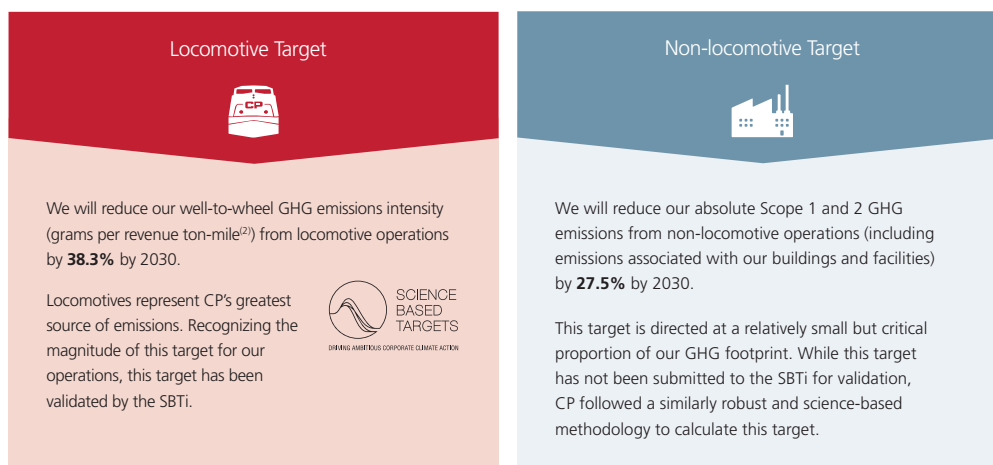 Locomotive Target
CP
We will reduce our well-to-wheel GHG emissions intensity
(grams per revenue ton-mile(2)) from locomotive operations
by 38.3% by 2030.
Locomotives represent CP's greatest
source of emissions. Recognizing the
magnitude of this target for our
operations, this target has been
validated by the SBTi.
SCIENCE
BASED
TARGETS
DRIVING AMBITIOUS CORPORATE CLIMATE ACTION
Non-locomotive Target
We will reduce our absolute Scope 1 and 2 GHG
emissions from non-locomotive operations (including
emissions associated with our buildings and facilities)
by 27.5% by 2030.
This target is directed at a relatively small but critical
proportion of our GHG footprint. While this target
has not been submitted to the SBTi for validation,
CP followed a similarly robust and science-based
methodology to calculate this target.